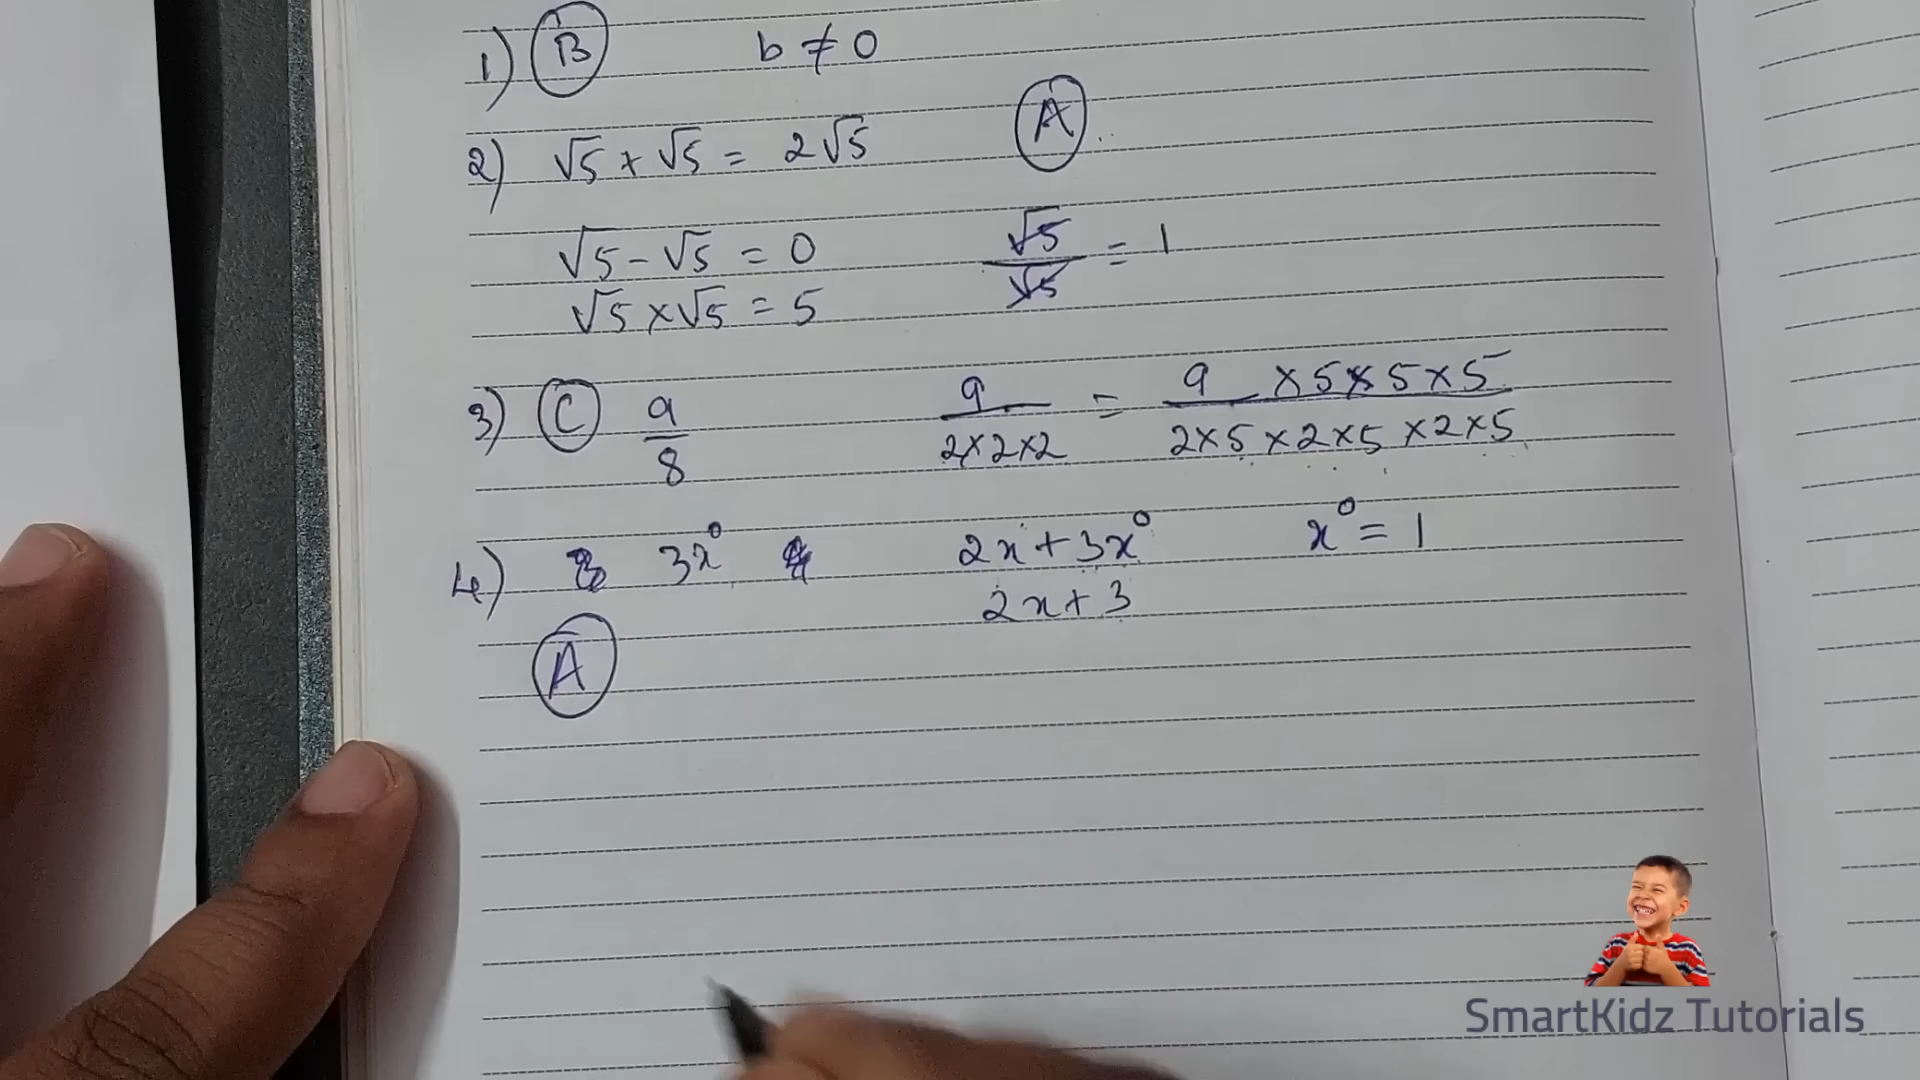 1) B b ≠ 0
2) √5 + √5 = 2√5 A
√5 - √5 = 0 √5/√5 = 1
√5 × √5 = 5
3) C 9/8 9/(2×2×2) = (9×5×5×5)/(2×5×2×5×2×5)
4) 3x⁰ 2x + 3x⁰ x⁰ = 1
2x + 3
A
SmartKidz Tutorials